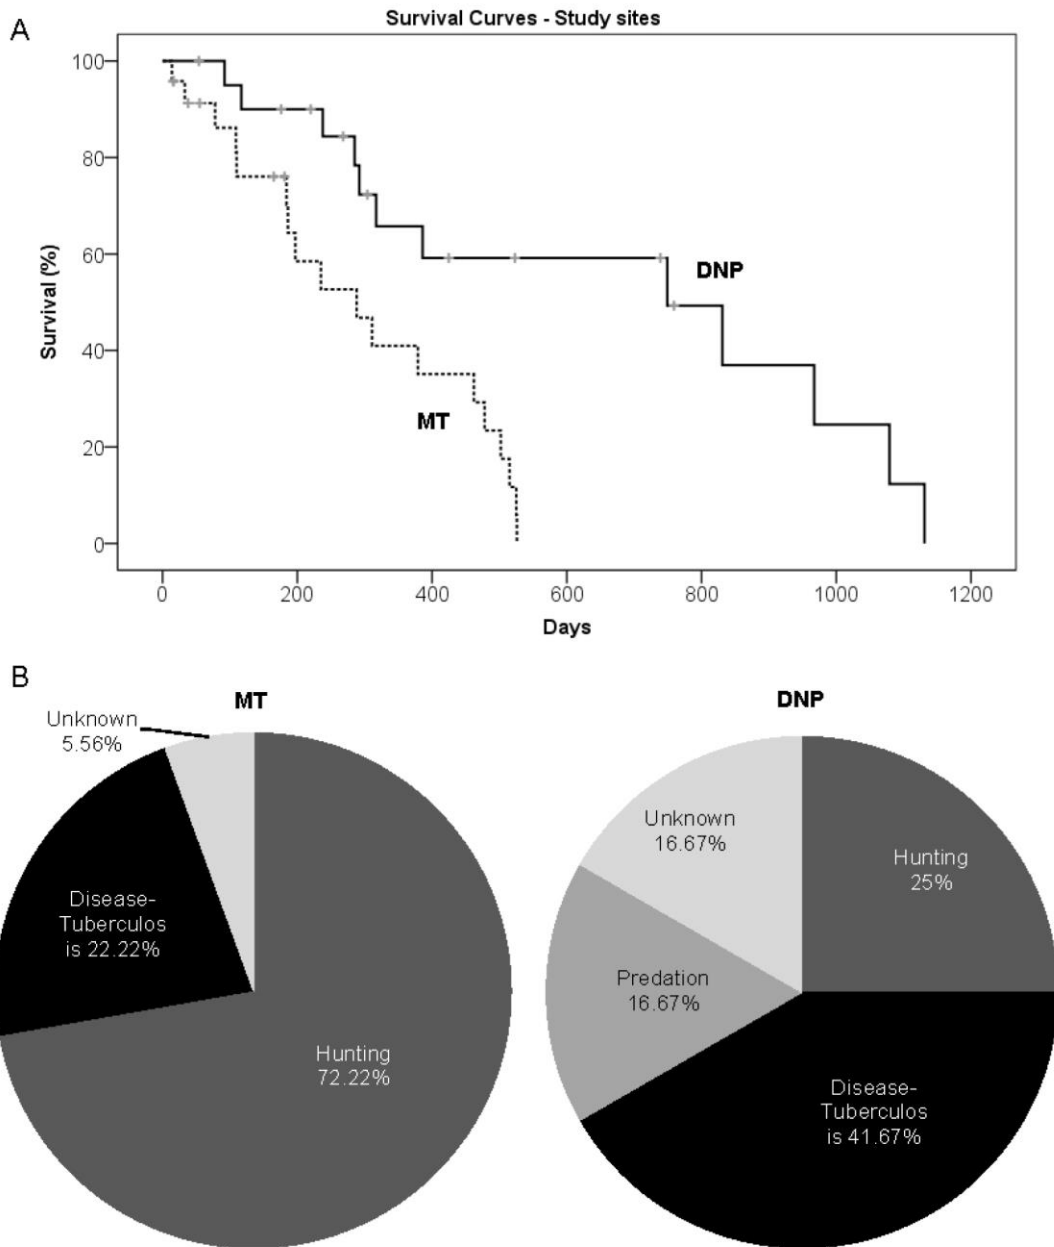 A
Survival Curves - Study sites
100
80
60
40
20
0
Survival (%)
DNP
MT
0 200 400 600 800 1000 1200
Days
B
MT
DNP
Unknown
5.56%
Disease-
Tuberculos
is 22.22%
Hunting
72.22%
Unknown
16.67%
Hunting
25%
Predation
16.67%
Disease-
Tuberculos
is 41.67%